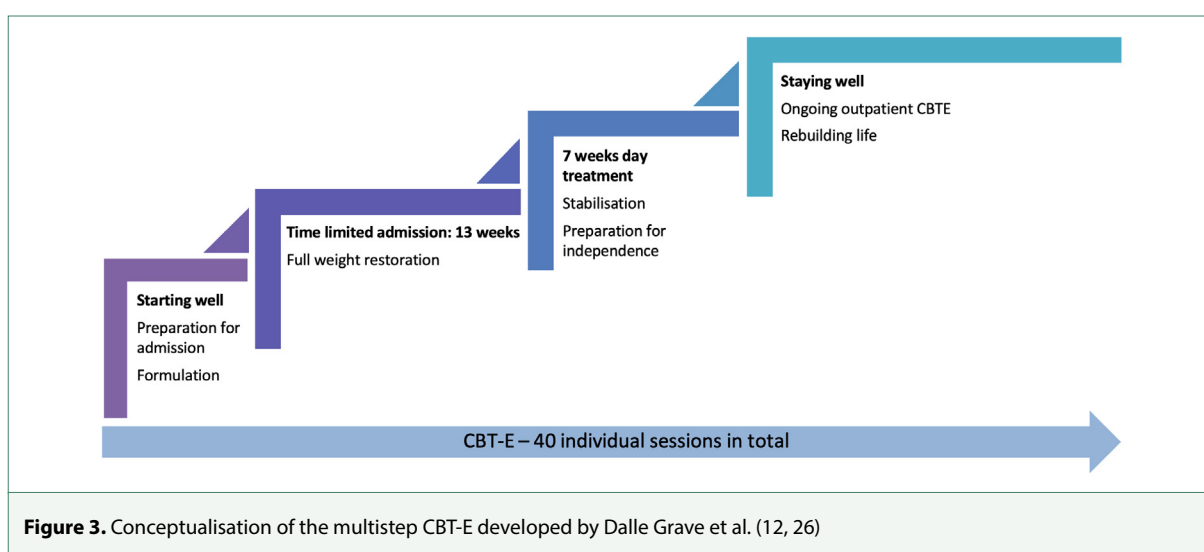 Starting well
Preparation for
admission
Formulation
Time limited admission: 13 weeks
Full weight restoration
7 weeks day
treatment
Stabilisation
Preparation for
independence
Staying well
Ongoing outpatient CBTE
Rebuilding life
CBT-E – 40 individual sessions in total
Figure 3. Conceptualisation of the multistep CBT-E developed by Dalle Grave et al. (12, 26)